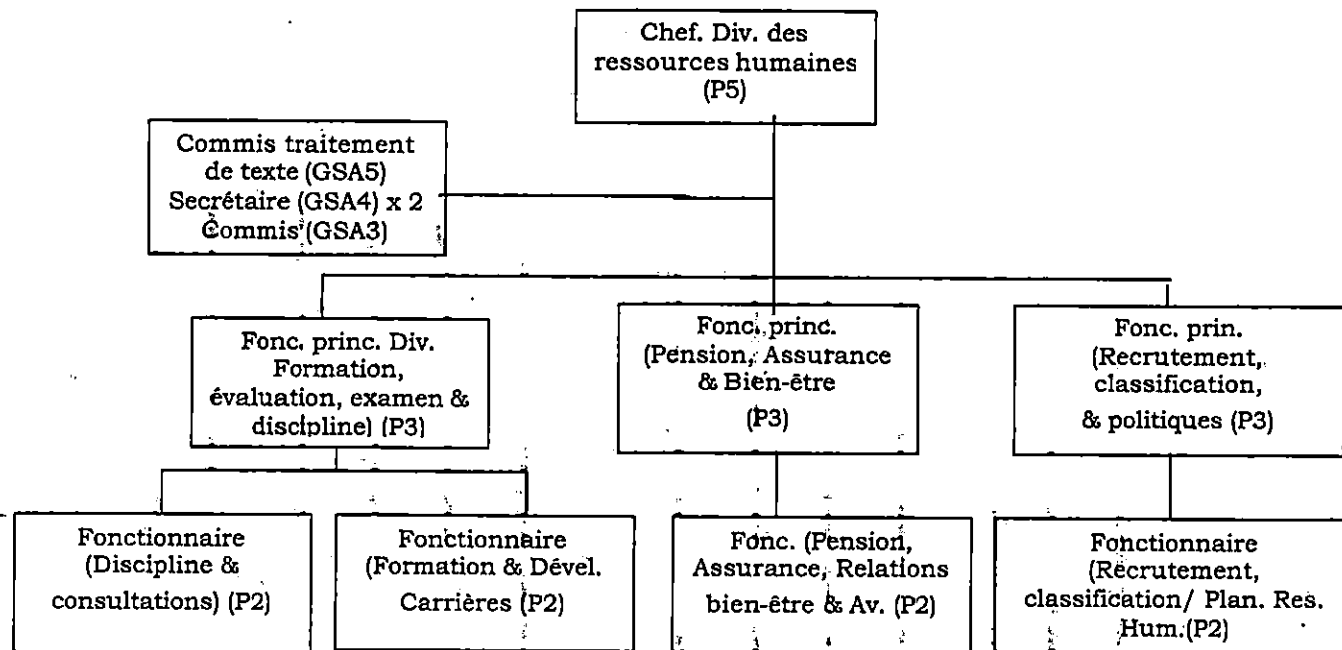 Chef. Div. des
ressources humaines
(P5)
Commis traitement
de texte (GSA5)
Secrétaire (GSA4) x 2
Commis (GSA3)
Fonc. princ. Div.
Formation,
évaluation, examen &
discipline) (P3)
Fonc. princ.
(Pension, Assurance
& Bien-être
(P3)
Fonc. prin.
(Recrutement,
classification,
& politiques (P3)
Fonctionnaire
(Discipline &
consultations) (P2)
Fonctionnaire
(Formation & Dével.
Carrières (P2)
Fonc. (Pension,
Assurance, Relations
bien-être & Av. (P2)
Fonctionnaire
(Recrutement,
classification/ Plan. Res.
Hum.(P2)